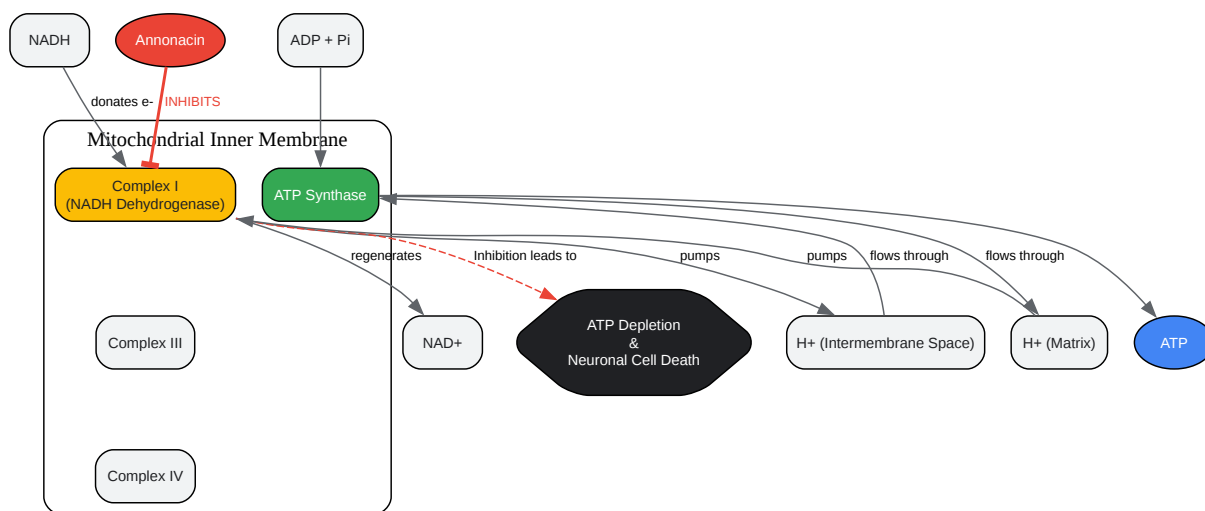 NADH
Annonacin
ADP + Pi
donates e-
INHIBITS
Mitochondrial Inner Membrane
Complex I
(NADH Dehydrogenase)
ATP Synthase
regenerates
Inhibition leads to
pumps
pumps
flows through
flows through
Complex III
NAD+
ATP Depletion
&
Neuronal Cell Death
H+ (Intermembrane Space)
H+ (Matrix)
ATP
Complex IV